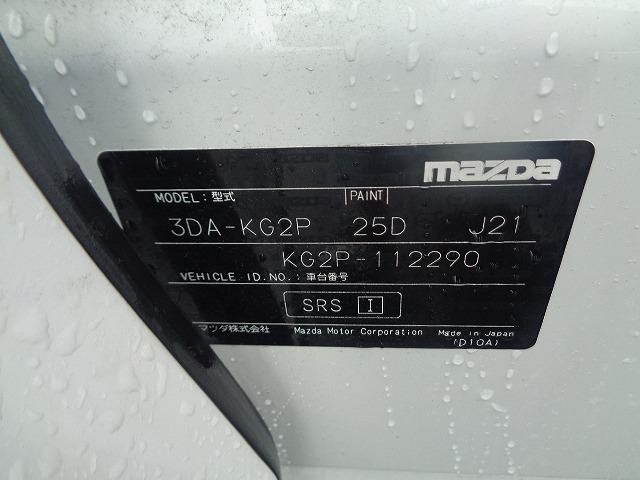 mazda
MODEL:型式 PAINT
3DA-KG2P 25D J21
KG2P-112290
VEHICLE ID.NO.:車台番号
SRS I
マツダ株式会社 Mazda Motor Corporation Made in Japan
(D10A)